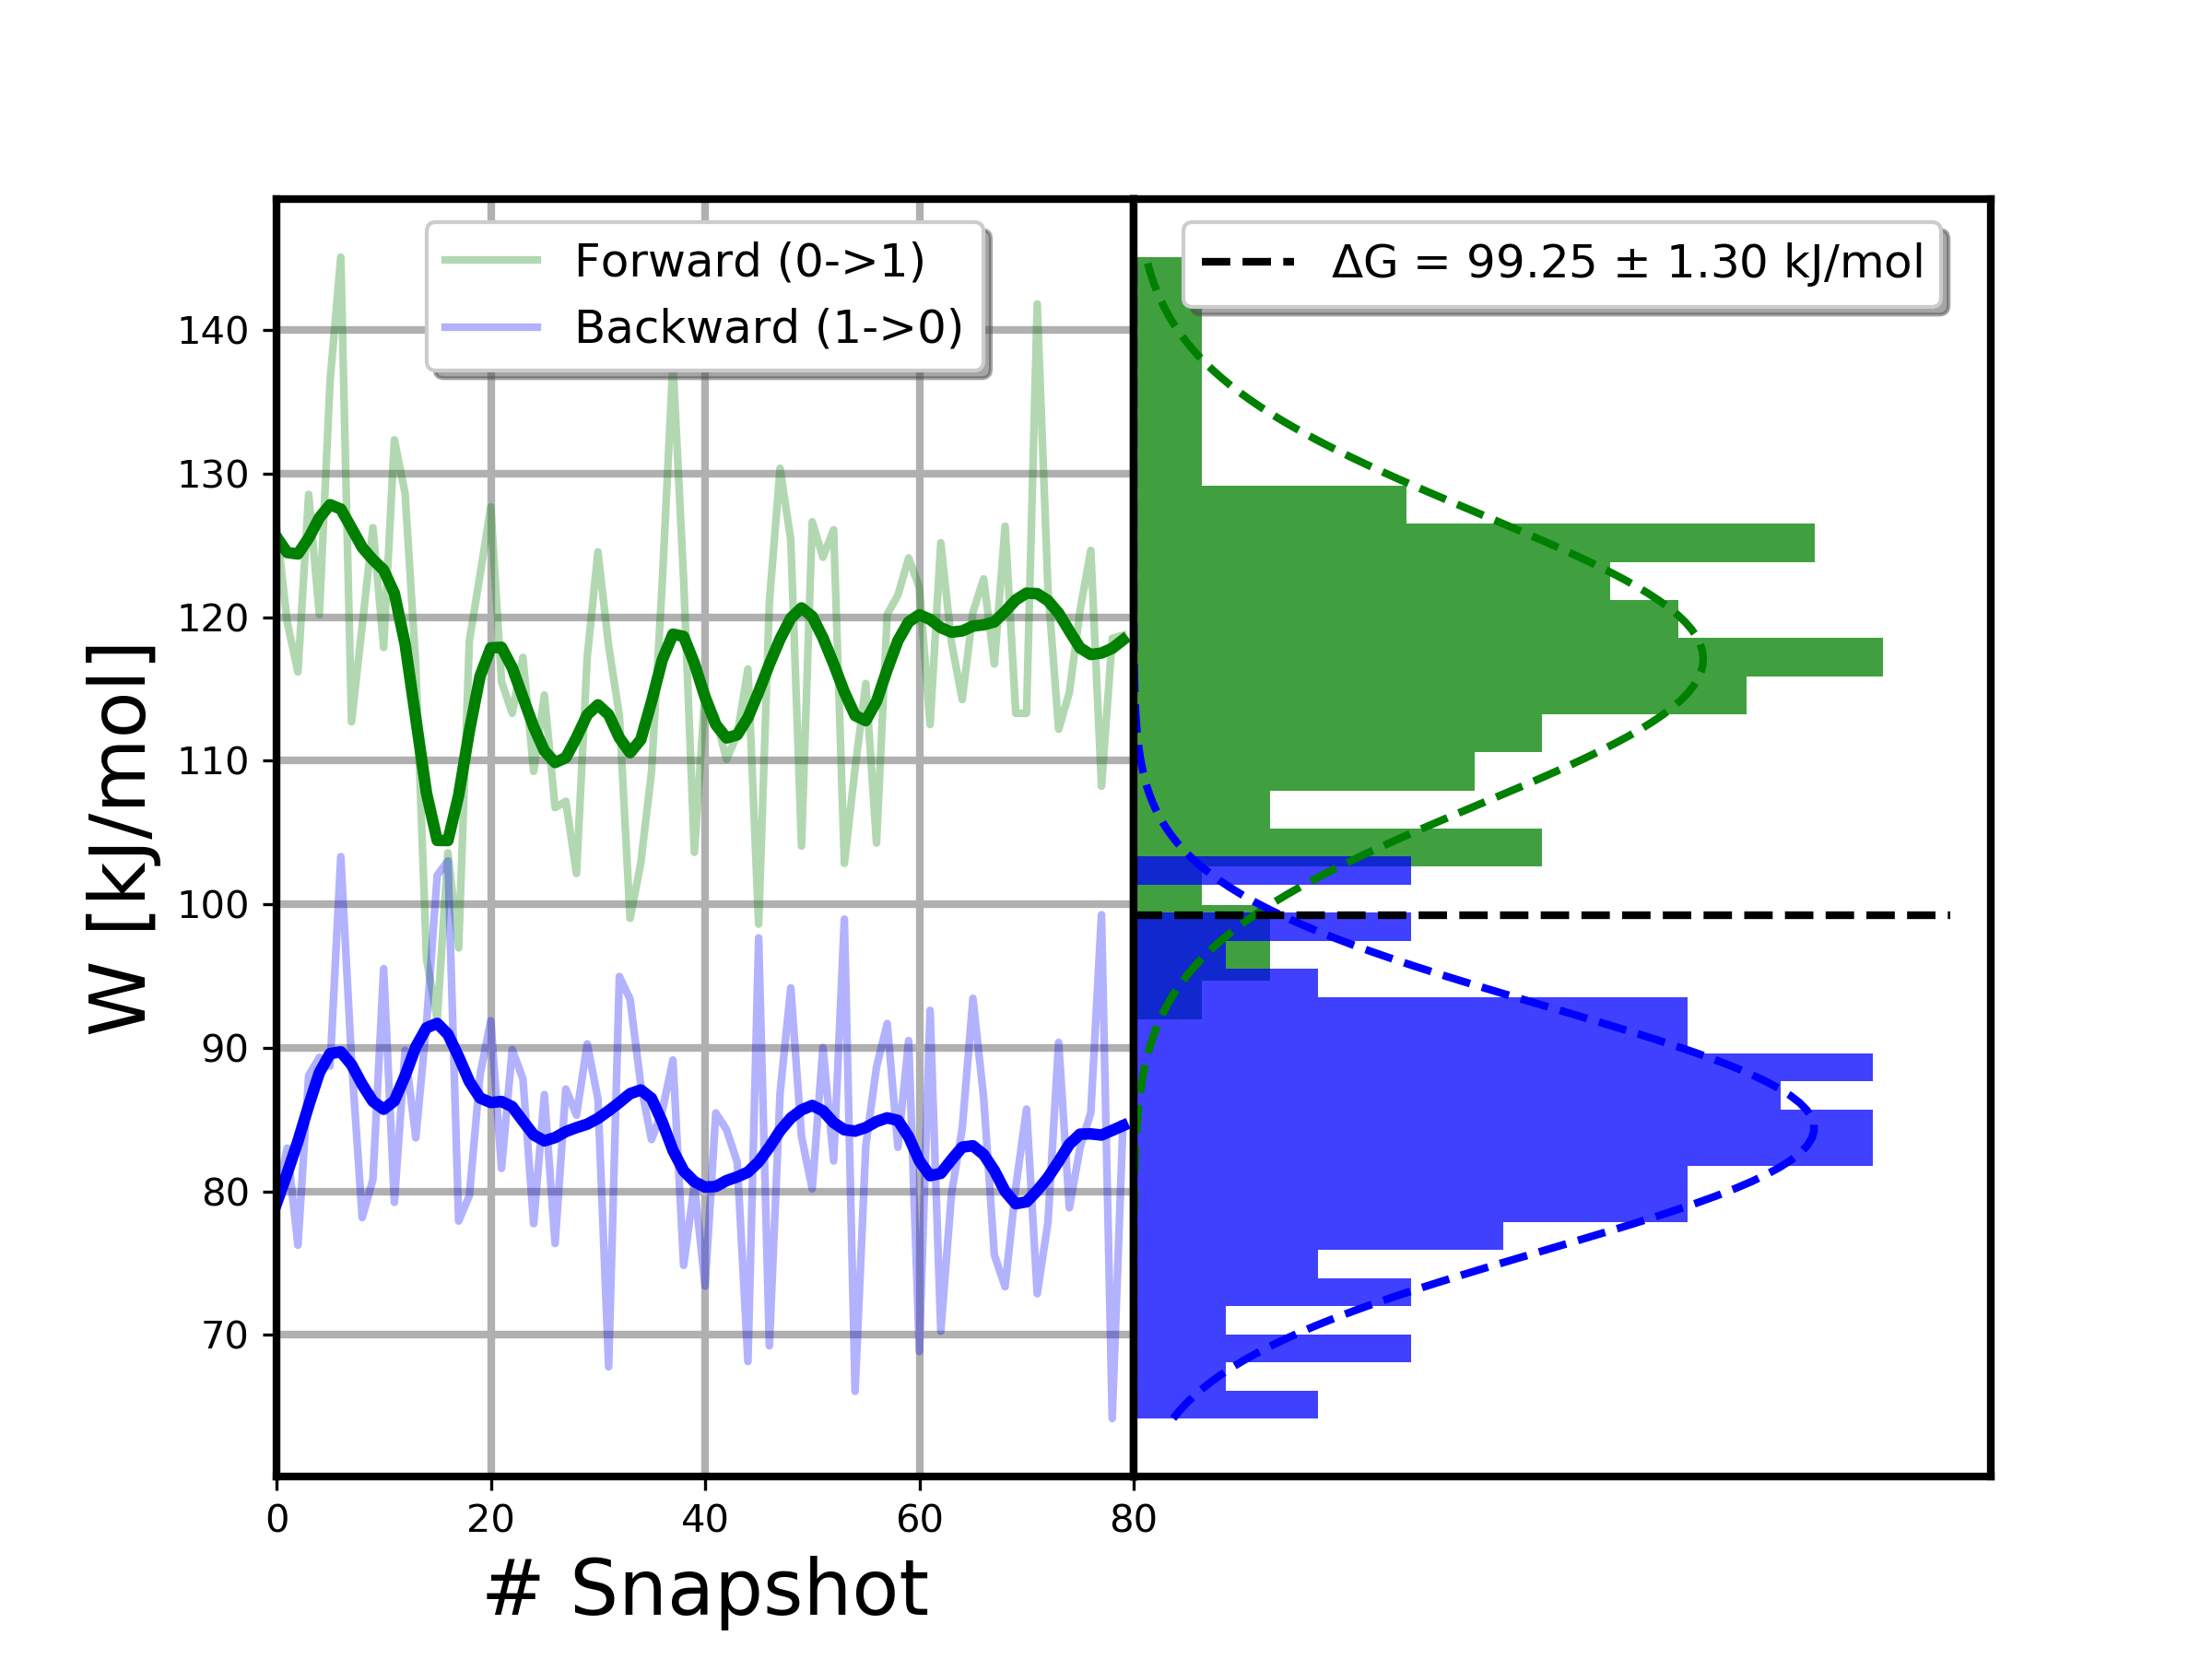 Forward (0->1)
Backward (1->0)
ΔG = 99.25 ± 1.30 kJ/mol
W [kJ/mol]
140
130
120
110
100
90
80
70
0 20 40 60 80
# Snapshot